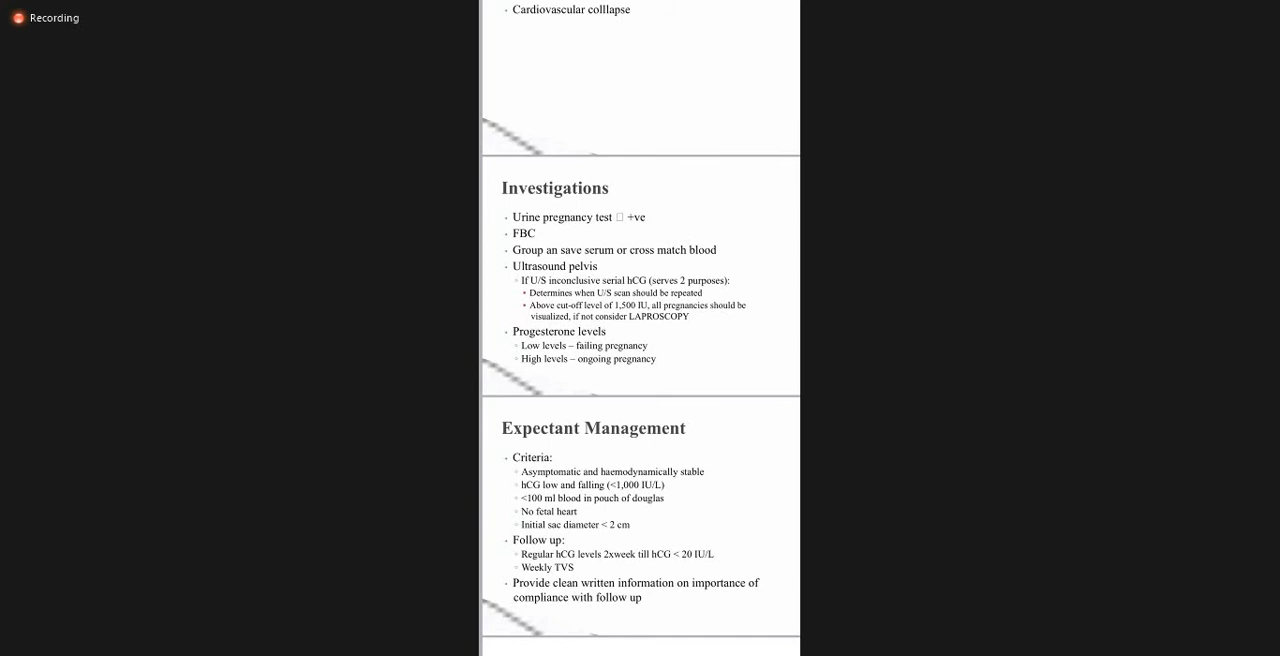 Recording
• Cardiovascular colllapse
Investigations
• Urine pregnancy test □ +ve
• FBC
• Group an save serum or cross match blood
• Ultrasound pelvis
▫ If U/S inconclusive serial hCG (serves 2 purposes):
▪ Determines when U/S scan should be repeated
▪ Above cut-off level of 1,500 IU, all pregnancies should be
visualized, if not consider LAPROSCOPY
• Progesterone levels
▫ Low levels – failing pregnancy
▫ High levels – ongoing pregnancy
Expectant Management
• Criteria:
▫ Asymptomatic and haemodynamically stable
▫ hCG low and falling (<1,000 IU/L)
▫ <100 ml blood in pouch of douglas
▫ No fetal heart
▫ Initial sac diameter < 2 cm
• Follow up:
▫ Regular hCG levels 2xweek till hCG < 20 IU/L
▫ Weekly TVS
• Provide clean written information on importance of
compliance with follow up